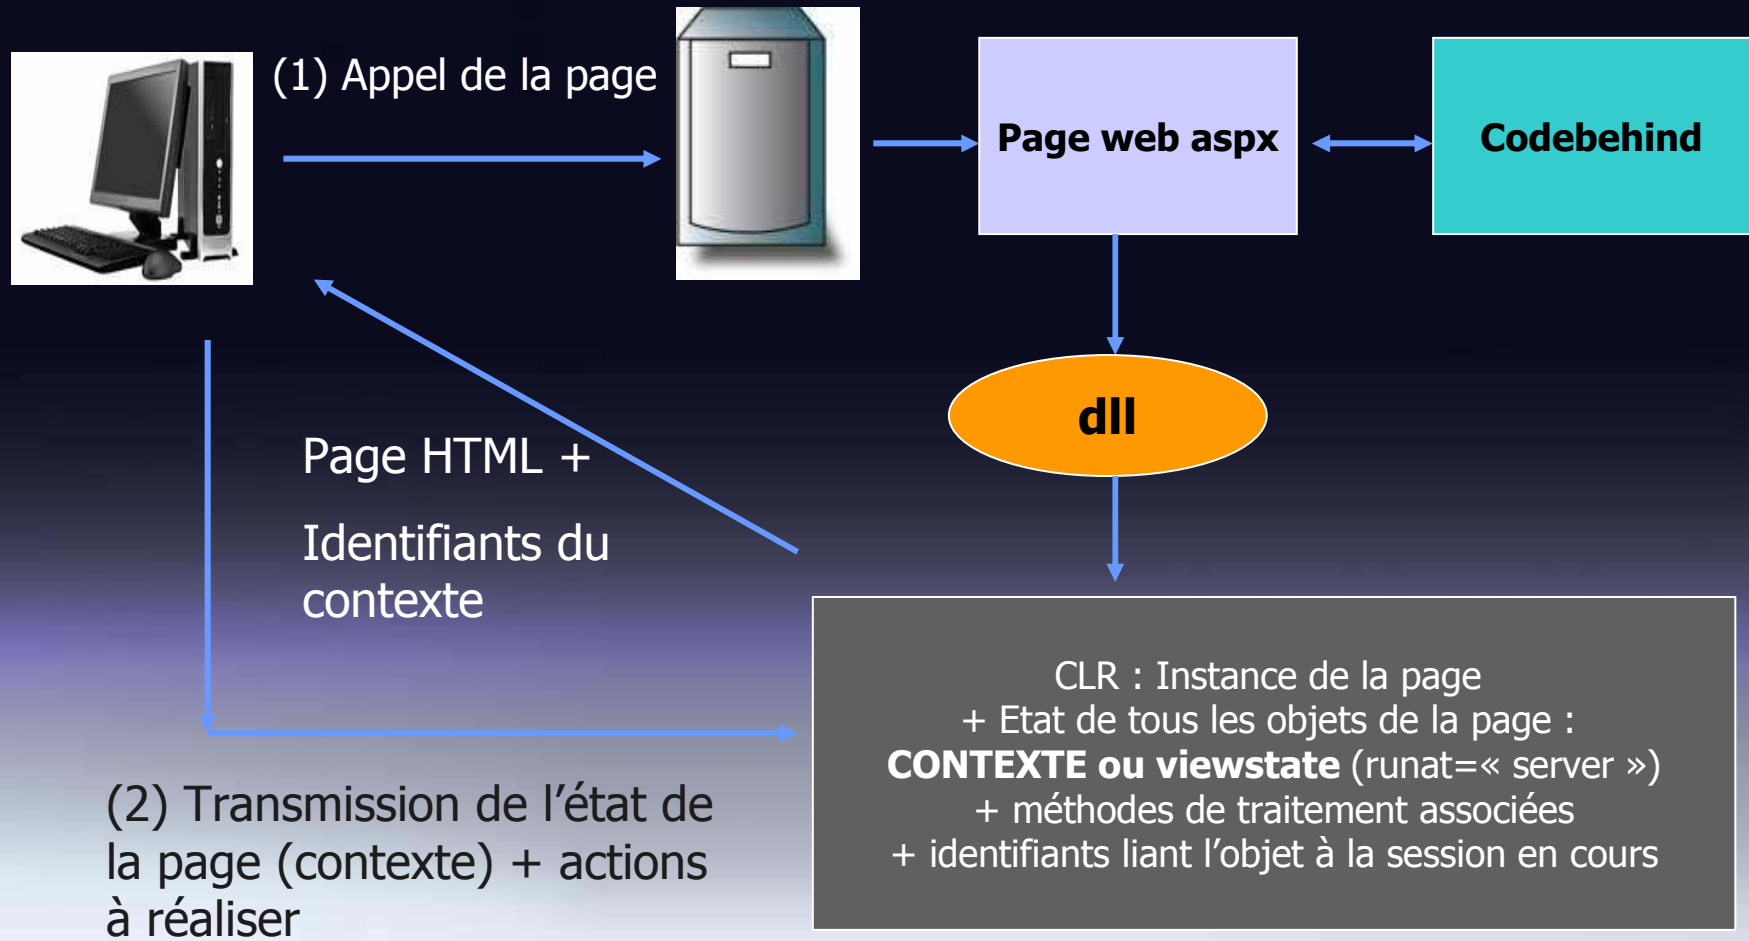 (1) Appel de la page
Page web aspx
Codebehind
dll
Page HTML +
Identifiants du
contexte
CLR : Instance de la page
+ Etat de tous les objets de la page :
CONTEXTE ou viewstate (runat=« server »)
+ méthodes de traitement associées
+ identifiants liant l’objet à la session en cours
(2) Transmission de l’état de
la page (contexte) + actions
à réaliser